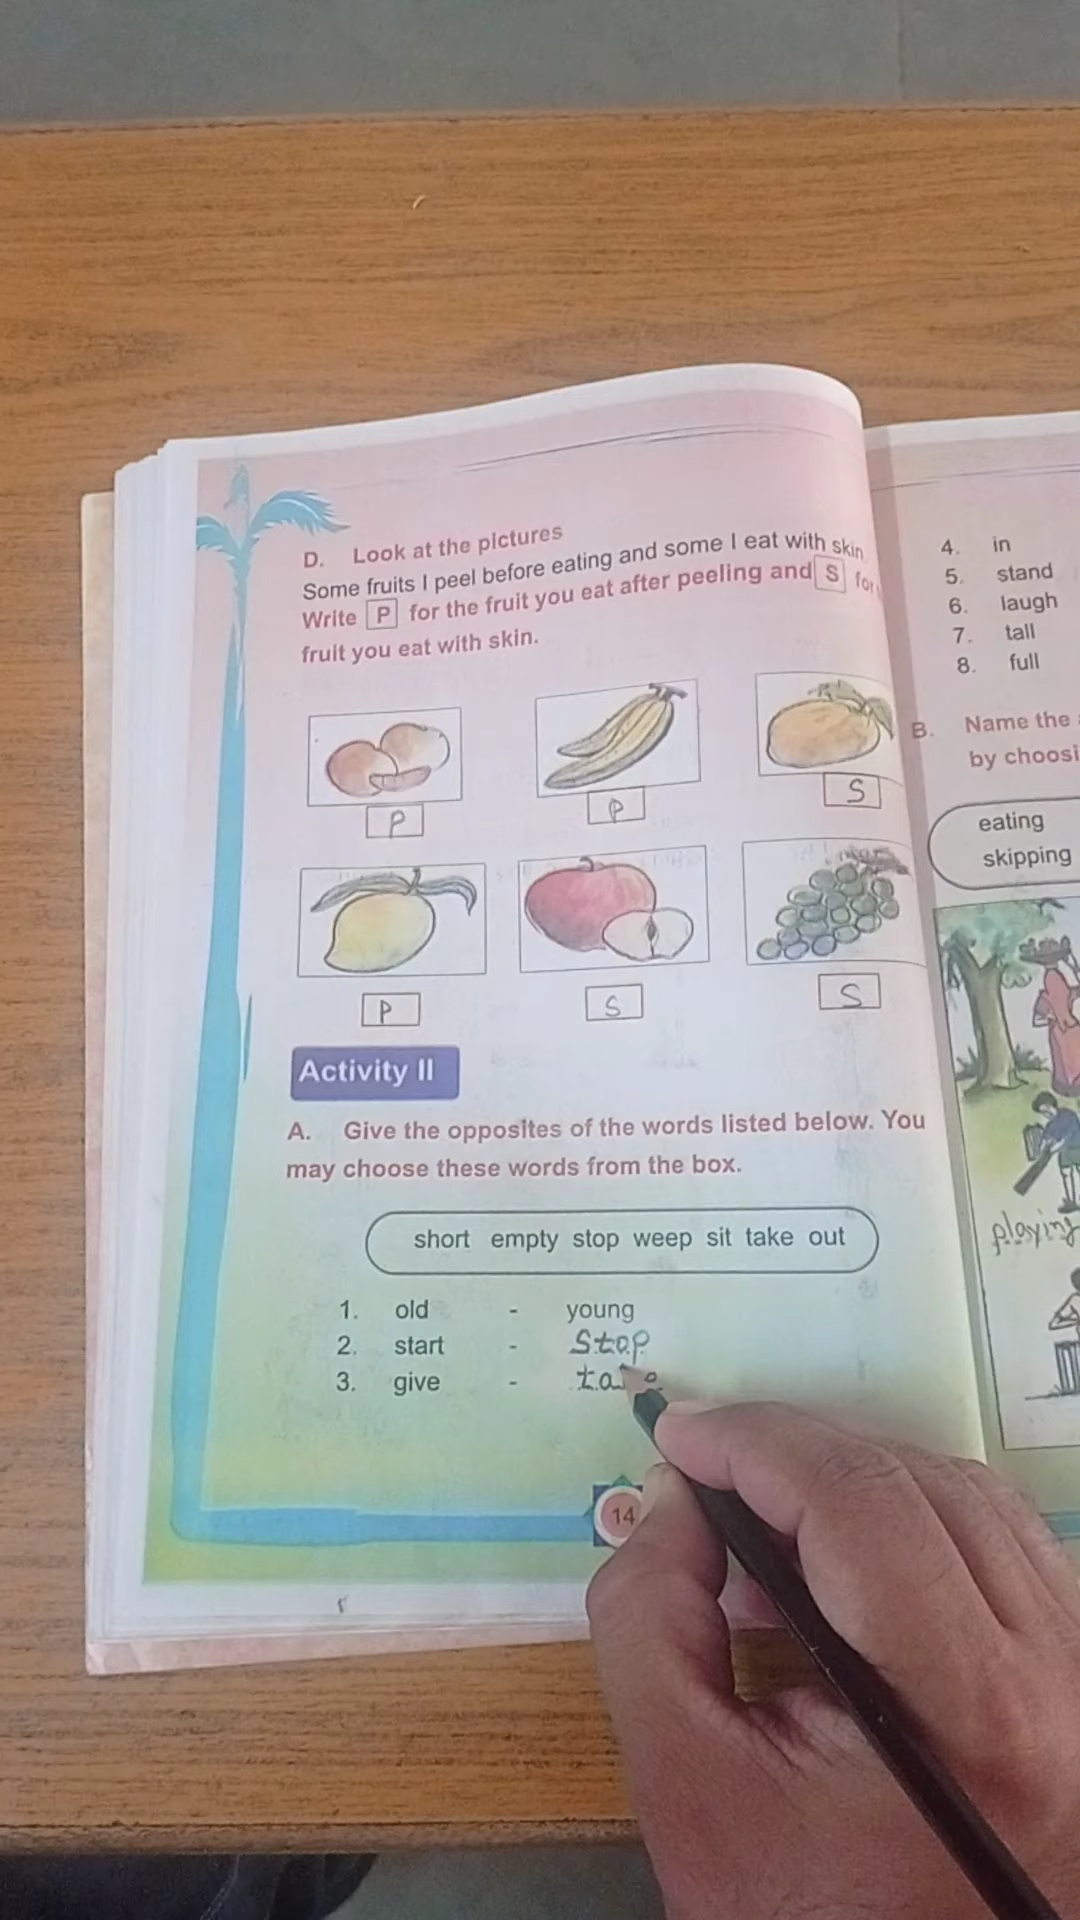 D. Look at the pictures
Some fruits I peel before eating and some I eat with skin
Write P for the fruit you eat after peeling and S for
fruit you eat with skin.
P
P
S
P
S
S
Activity II
A. Give the opposites of the words listed below. You
may choose these words from the box.
short empty stop weep sit take out
1. old - young
2. start - Stop
3. give -
14
4. in
5. stand
6. laugh
7. tall
8. full
B. Name the
by choosi
eating
skipping
playing